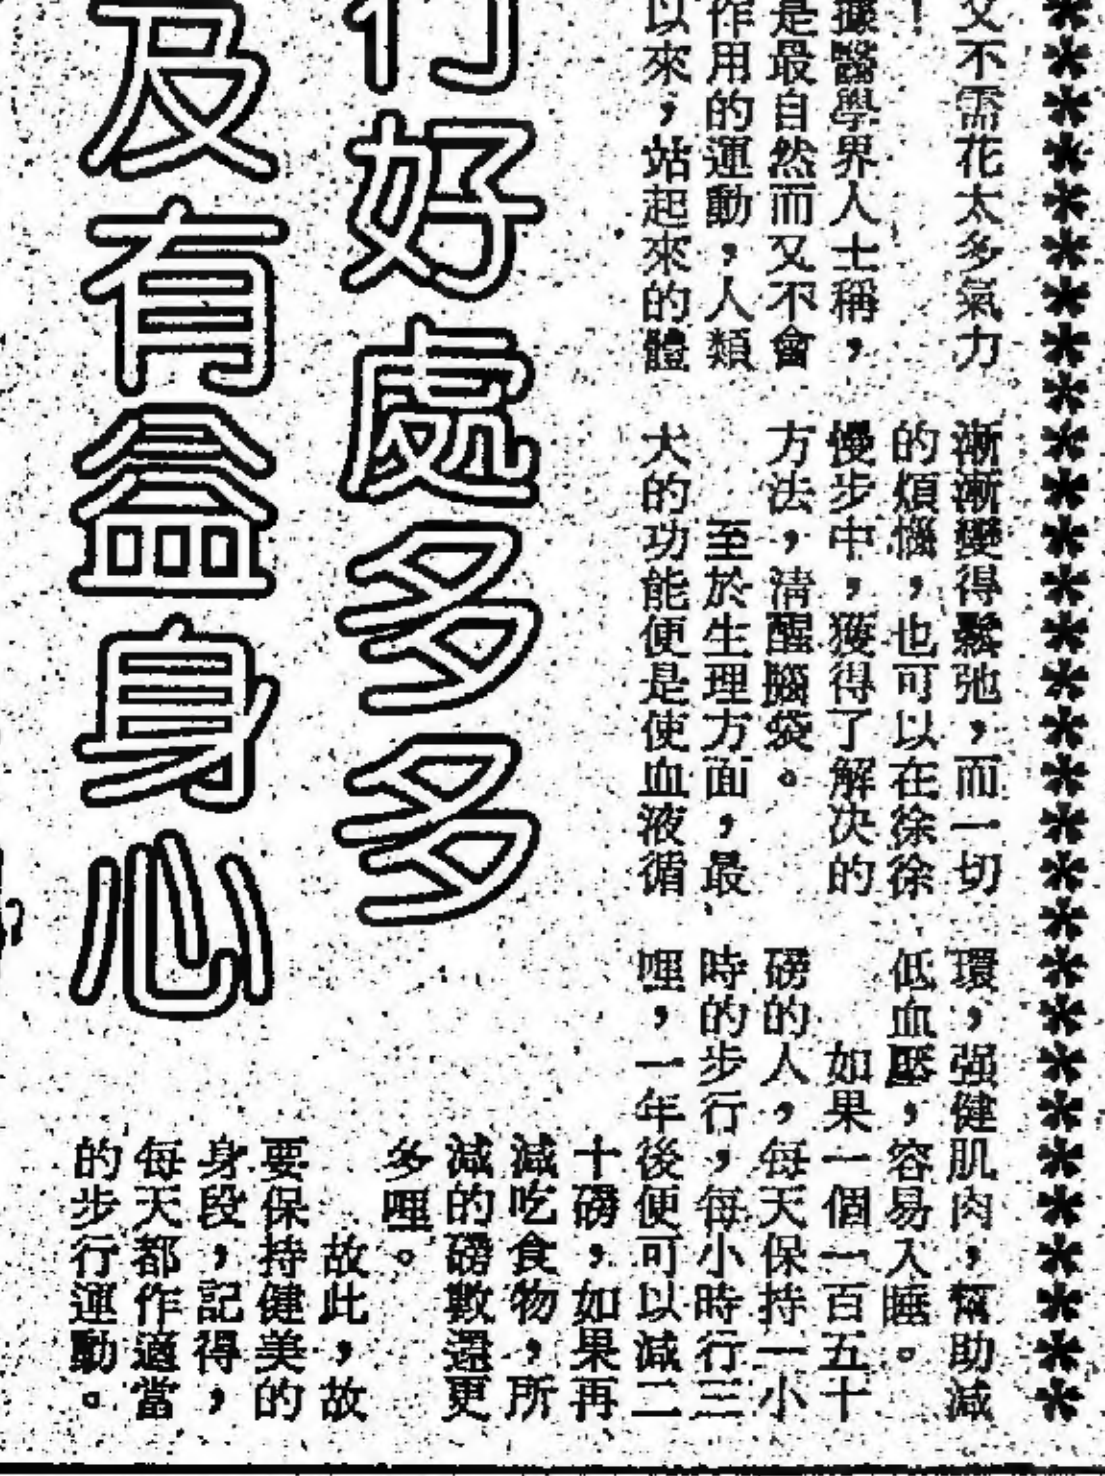 行好處多多
及有益身心
又不需花太多氣力
！
據醫學界人士稱，
是最自然而又不會
作用的運動，人類
以來，站起來的體
漸漸變得鬆弛，而一切
的煩惱，也可以在徐徐
慢步中，獲得了解決的
方法，清醒腦袋。
至於生理方面，最
大的功能便是使血液循
環，强健肌肉，幫助減
低血壓，容易入睡。
如果一個一百五十
磅的人，每天保持一小
時的步行，每小時行三
哩，一年後便可以減二
十磅，如果再
減吃食物，所
減的磅數還更
多哩。
故此，故
要保持健美的
身段，記得，
每天都作適當
的步行運動。